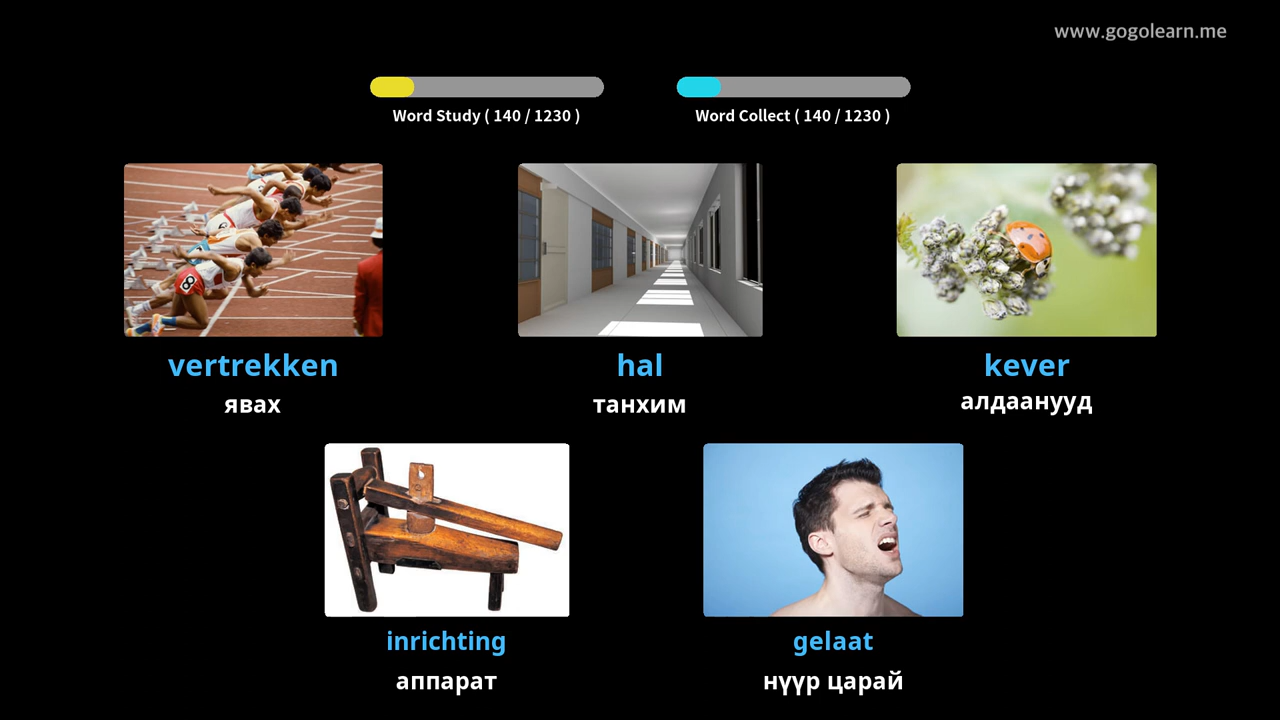 www.gogolearn.me
Word Study ( 140 / 1230 )
Word Collect ( 140 / 1230 )
vertrekken
явах
hal
танхим
kever
алдаанууд
inrichting
аппарат
gelaat
нүүр царай
8